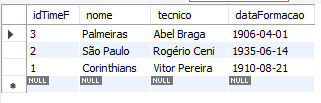 idTimeF nome tecnico dataFormacao
3 Palmeiras Abel Braga 1906-04-01
2 São Paulo Rogério Ceni 1935-06-14
1 Corinthians Vitor Pereira 1910-08-21
NULL NULL NULL NULL